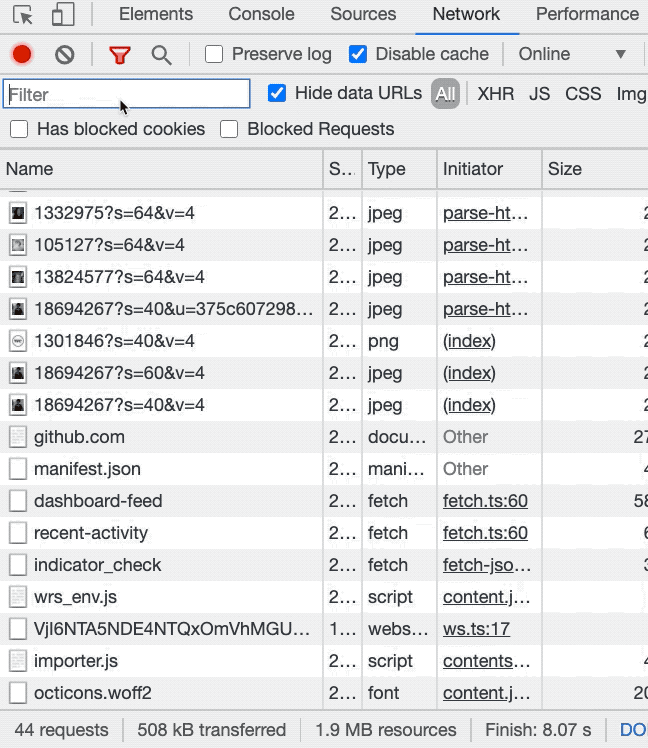 Elements Console Sources Network Performance
Preserve log Disable cache Online
Filter Hide data URLs All XHR JS CSS Img
Has blocked cookies Blocked Requests
Name S... Type Initiator Size
1332975?s=64&v=4 2... jpeg parse-ht... 2
105127?s=64&v=4 2... jpeg parse-ht... 2
13824577?s=64&v=4 2... jpeg parse-ht... 2
18694267?s=40&u=375c607298... 2... jpeg parse-ht... 2
1301846?s=40&v=4 2... png (index) 2
18694267?s=60&v=4 2... jpeg (index) 2
18694267?s=40&v=4 2... jpeg (index) 2
github.com 2... docu... Other 27
manifest.json 2... mani... Other 4
dashboard-feed 2... fetch fetch.ts:60 58
recent-activity 2... fetch fetch.ts:60 6
indicator_check 2... fetch fetch-jso... 3
wrs_env.js 2... script content.j...
VjI6NTA5NDE4NTQxOmVhMGU... 1... webs... ws.ts:17
importer.js 2... script contents... 4
octicons.woff2 2... font content.j... 20
44 requests 508 kB transferred 1.9 MB resources Finish: 8.07 s DO